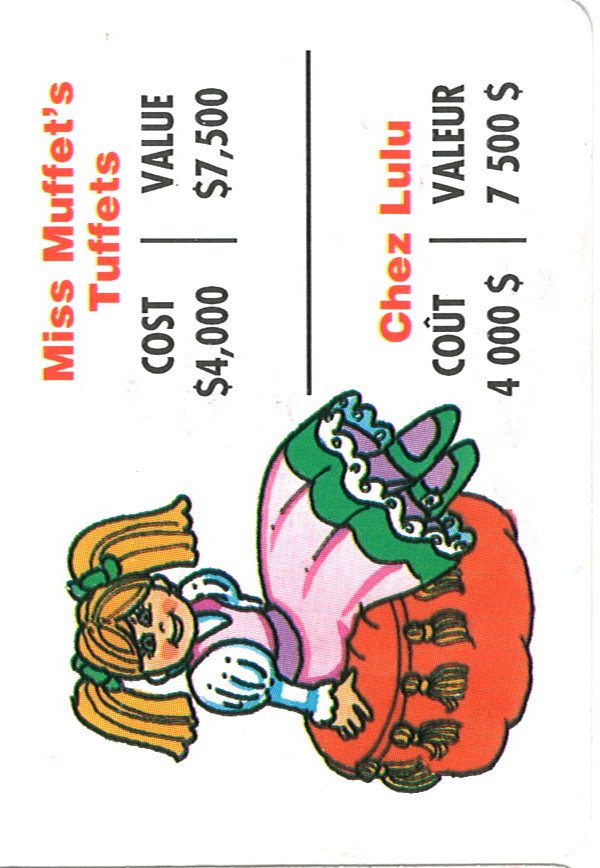 Miss Muffet's
Tuffets
COST VALUE
$4,000 $7,500
Chez Lulu
COÛT VALEUR
4 000 $ 7 500 $